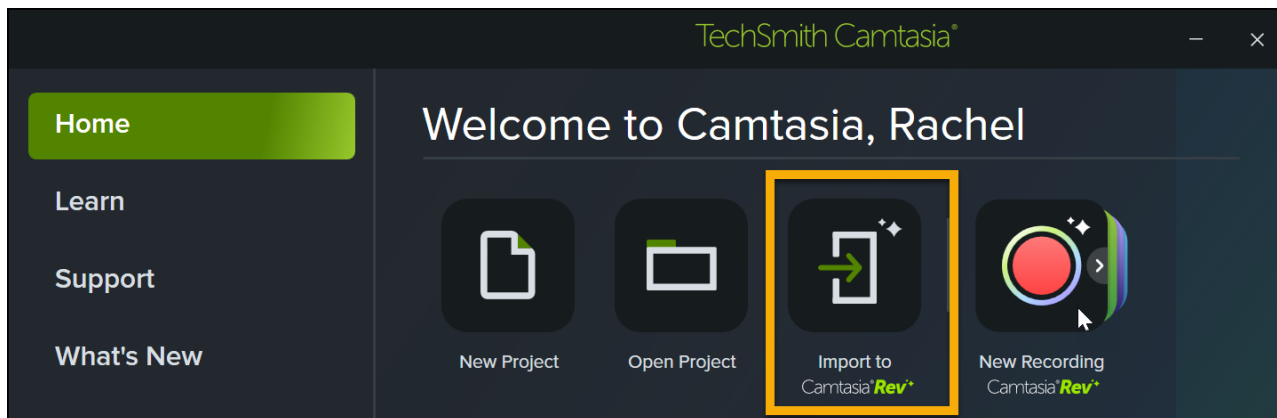 TechSmith Camtasia®
Home
Learn
Support
What's New
Welcome to Camtasia, Rachel
New Project
Open Project
Import to
Camtasia®Rev
New Recording
Camtasia®Rev